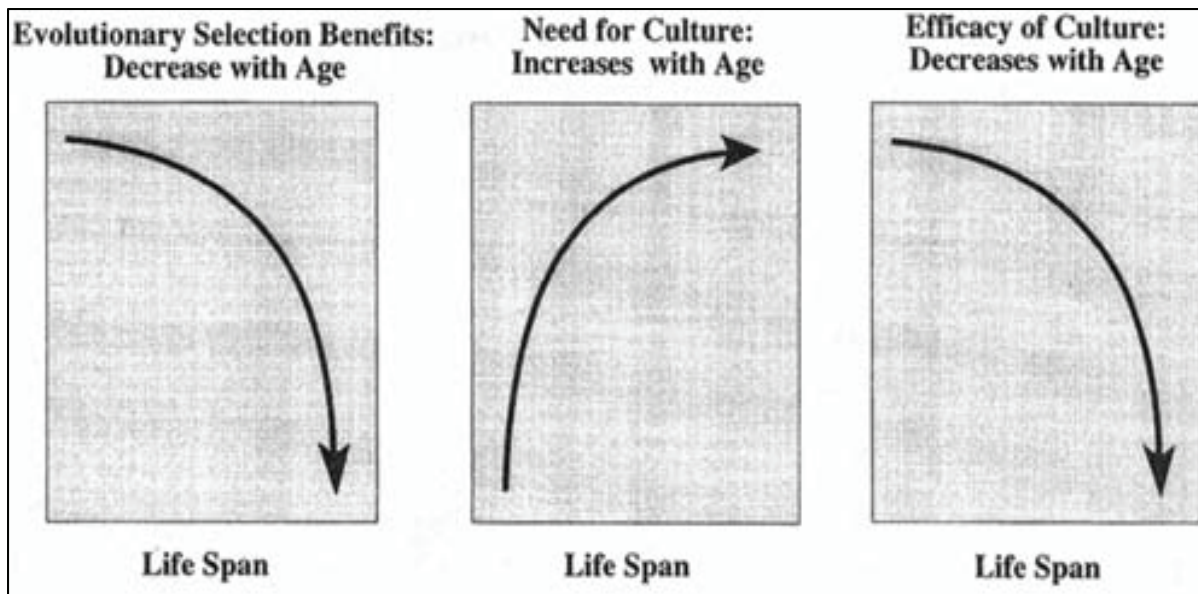 Evolutionary Selection Benefits:
Decrease with Age
Need for Culture:
Increases with Age
Efficacy of Culture:
Decreases with Age
Life Span
Life Span
Life Span